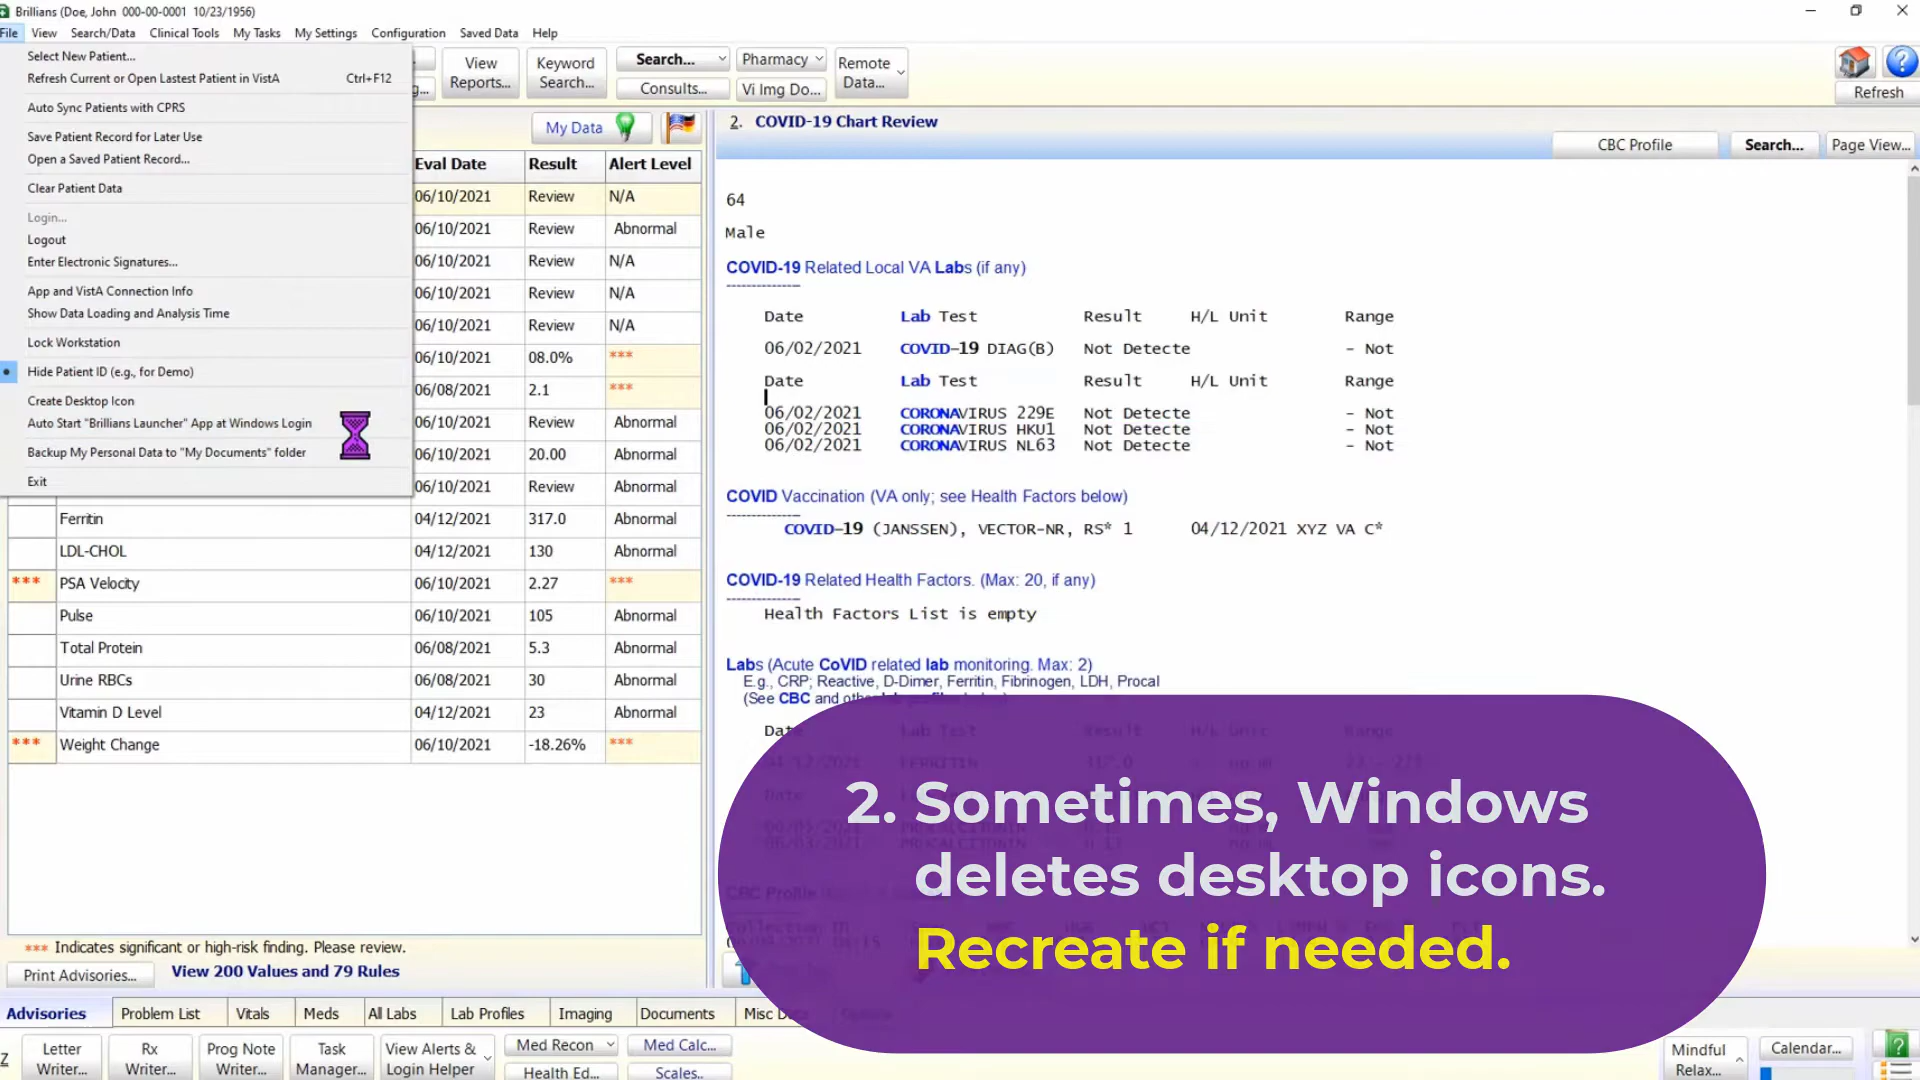 Brillians (Doe, John 000-00-0001 10/23/1956)
File View Search/Data Clinical Tools My Tasks My Settings Configuration Saved Data Help
Select New Patient...
Refresh Current or Open Lastest Patient in VistA Ctrl+F12
Auto Sync Patients with CPRS
Save Patient Record for Later Use
Open a Saved Patient Record...
Clear Patient Data
Login...
Logout
Enter Electronic Signatures...
App and VistA Connection Info
Show Data Loading and Analysis Time
Lock Workstation
Hide Patient ID (e.g., for Demo)
Create Desktop Icon
Auto Start "Brillians Launcher" App at Windows Login
Backup My Personal Data to "My Documents" folder
Exit
View Reports...
Keyword Search...
Search...
Consults...
Pharmacy
Vi Img Do...
Remote Data...
Refresh
My Data
Eval Date Result Alert Level
06/10/2021 Review N/A
06/10/2021 Review Abnormal
06/10/2021 Review N/A
06/10/2021 Review N/A
06/10/2021 Review N/A
06/10/2021 08.0% ***
06/08/2021 2.1 ***
06/10/2021 Review Abnormal
06/10/2021 20.00 Abnormal
06/10/2021 Review Abnormal
Ferritin 04/12/2021 317.0 Abnormal
LDL-CHOL 04/12/2021 130 Abnormal
*** PSA Velocity 06/10/2021 2.27 ***
Pulse 06/10/2021 105 Abnormal
Total Protein 06/08/2021 5.3 Abnormal
Urine RBCs 06/08/2021 30 Abnormal
Vitamin D Level 04/12/2021 23 Abnormal
*** Weight Change 06/10/2021 -18.26% ***
*** Indicates significant or high-risk finding. Please review.
Print Advisories... View 200 Values and 79 Rules
2. COVID-19 Chart Review
CBC Profile Search... Page View...
64
Male
COVID-19 Related Local VA Labs (if any)
--------------
Date Lab Test Result H/L Unit Range
06/02/2021 COVID-19 DIAG(B) Not Detecte - Not
Date Lab Test Result H/L Unit Range
06/02/2021 CORONAVIRUS 229E Not Detecte - Not
06/02/2021 CORONAVIRUS HKU1 Not Detecte - Not
06/02/2021 CORONAVIRUS NL63 Not Detecte - Not
COVID Vaccination (VA only; see Health Factors below)
--------------
COVID-19 (JANSSEN), VECTOR-NR, RS* 1 04/12/2021 XYZ VA C*
COVID-19 Related Health Factors. (Max: 20, if any)
--------------
Health Factors List is empty
Labs (Acute CoVID related lab monitoring. Max: 2)
E.g., CRP; Reactive, D-Dimer, Ferritin, Fibrinogen, LDH, Procal
(See CBC and other
Date Lab Test Result H/L Unit Range
2. Sometimes, Windows
deletes desktop icons.
Recreate if needed.
Advisories Problem List Vitals Meds All Labs Lab Profiles Imaging Documents Misc
Z
Letter Writer...
Rx Writer...
Prog Note Writer...
Task Manager...
View Alerts & Login Helper
Med Recon
Health Ed...
Med Calc...
Scales..
Mindful Relax...
Calendar...